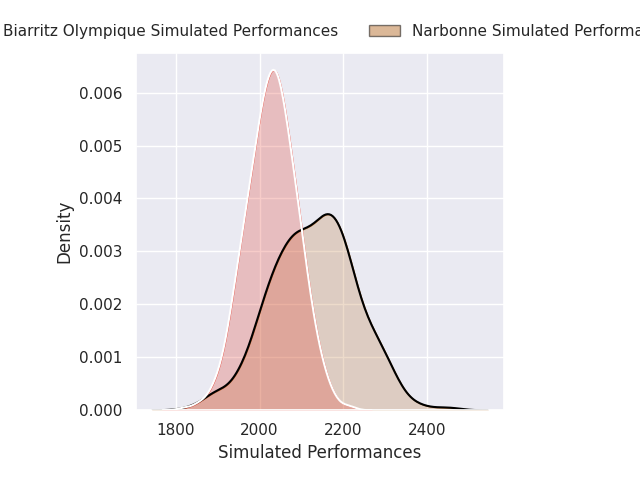 Biarritz Olympique Simulated Performances
Narbonne Simulated Performa
0.006
0.005
0.004
0.003
0.002
0.001
0.000
Density
1800 2000 2200 2400
Simulated Performances